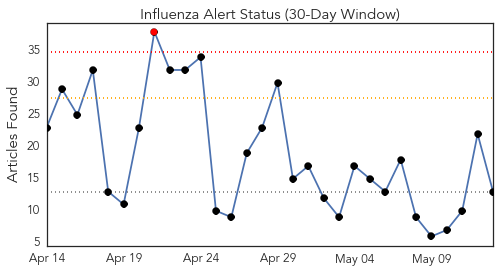 Influenza Alert Status (30-Day Window)
Articles Found
35
30
25
20
15
10
5
Apr 14 Apr 19 Apr 24 Apr 29 May 04 May 09